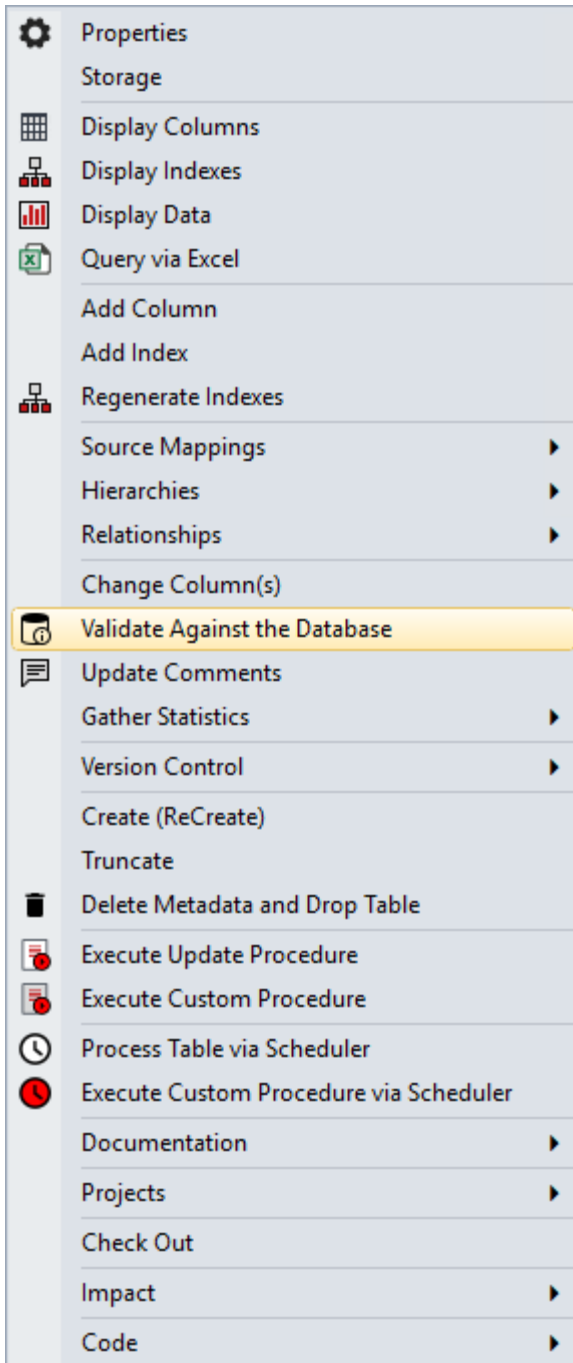 Properties
Storage
Display Columns
Display Indexes
Display Data
Query via Excel
Add Column
Add Index
Regenerate Indexes
Source Mappings
Hierarchies
Relationships
Change Column(s)
Validate Against the Database
Update Comments
Gather Statistics
Version Control
Create (ReCreate)
Truncate
Delete Metadata and Drop Table
Execute Update Procedure
Execute Custom Procedure
Process Table via Scheduler
Execute Custom Procedure via Scheduler
Documentation
Projects
Check Out
Impact
Code